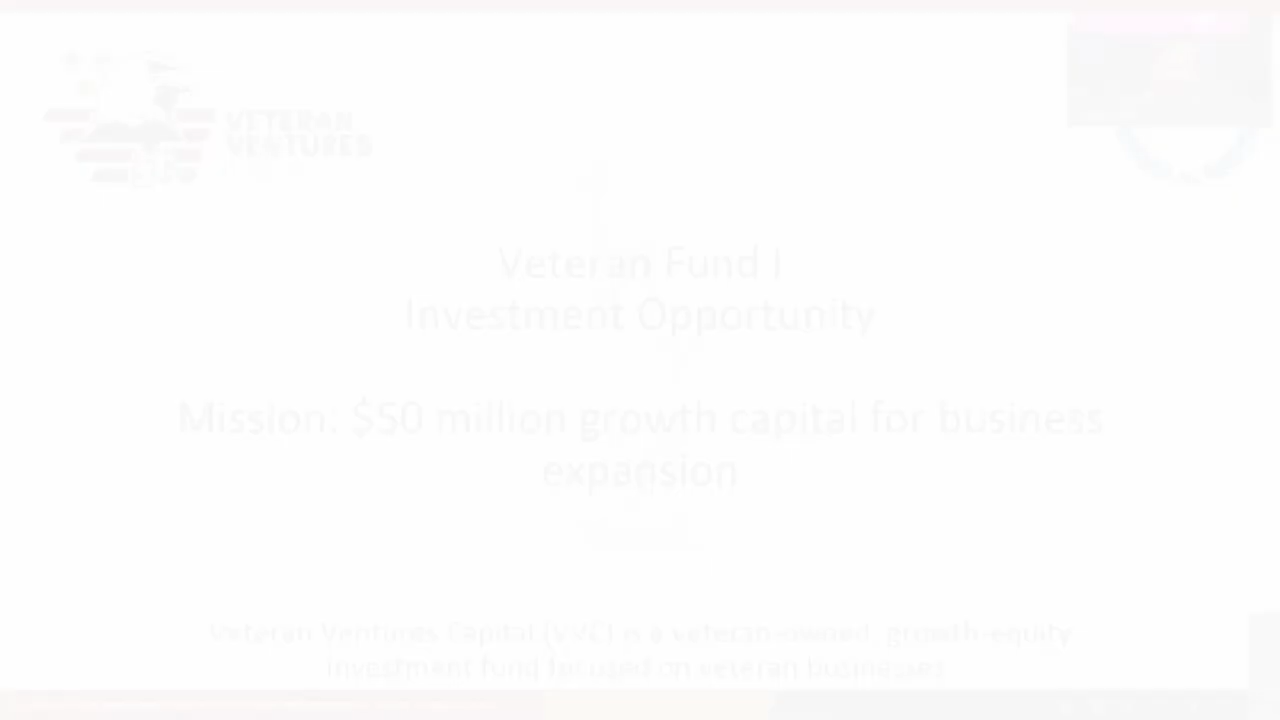 VETERAN
VENTURES
Veteran Fund I
Investment Opportunity
Mission: $50 million growth capital for business
expansion
Veteran Ventures Capital (VVC) is a veteran-owned, growth-equity
investment fund focused on veteran businesses